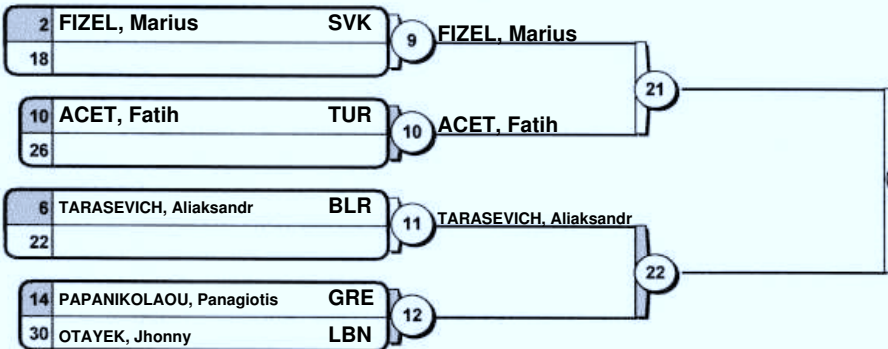 2 FIZEL, Marius SVK
9 FIZEL, Marius
18
21
10 ACET, Fatih TUR
10 ACET, Fatih
26
6 TARASEVICH, Aliaksandr BLR
11 TARASEVICH, Aliaksandr
22
22
14 PAPANIKOLAOU, Panagiotis GRE
12
30 OTAYEK, Jhonny LBN